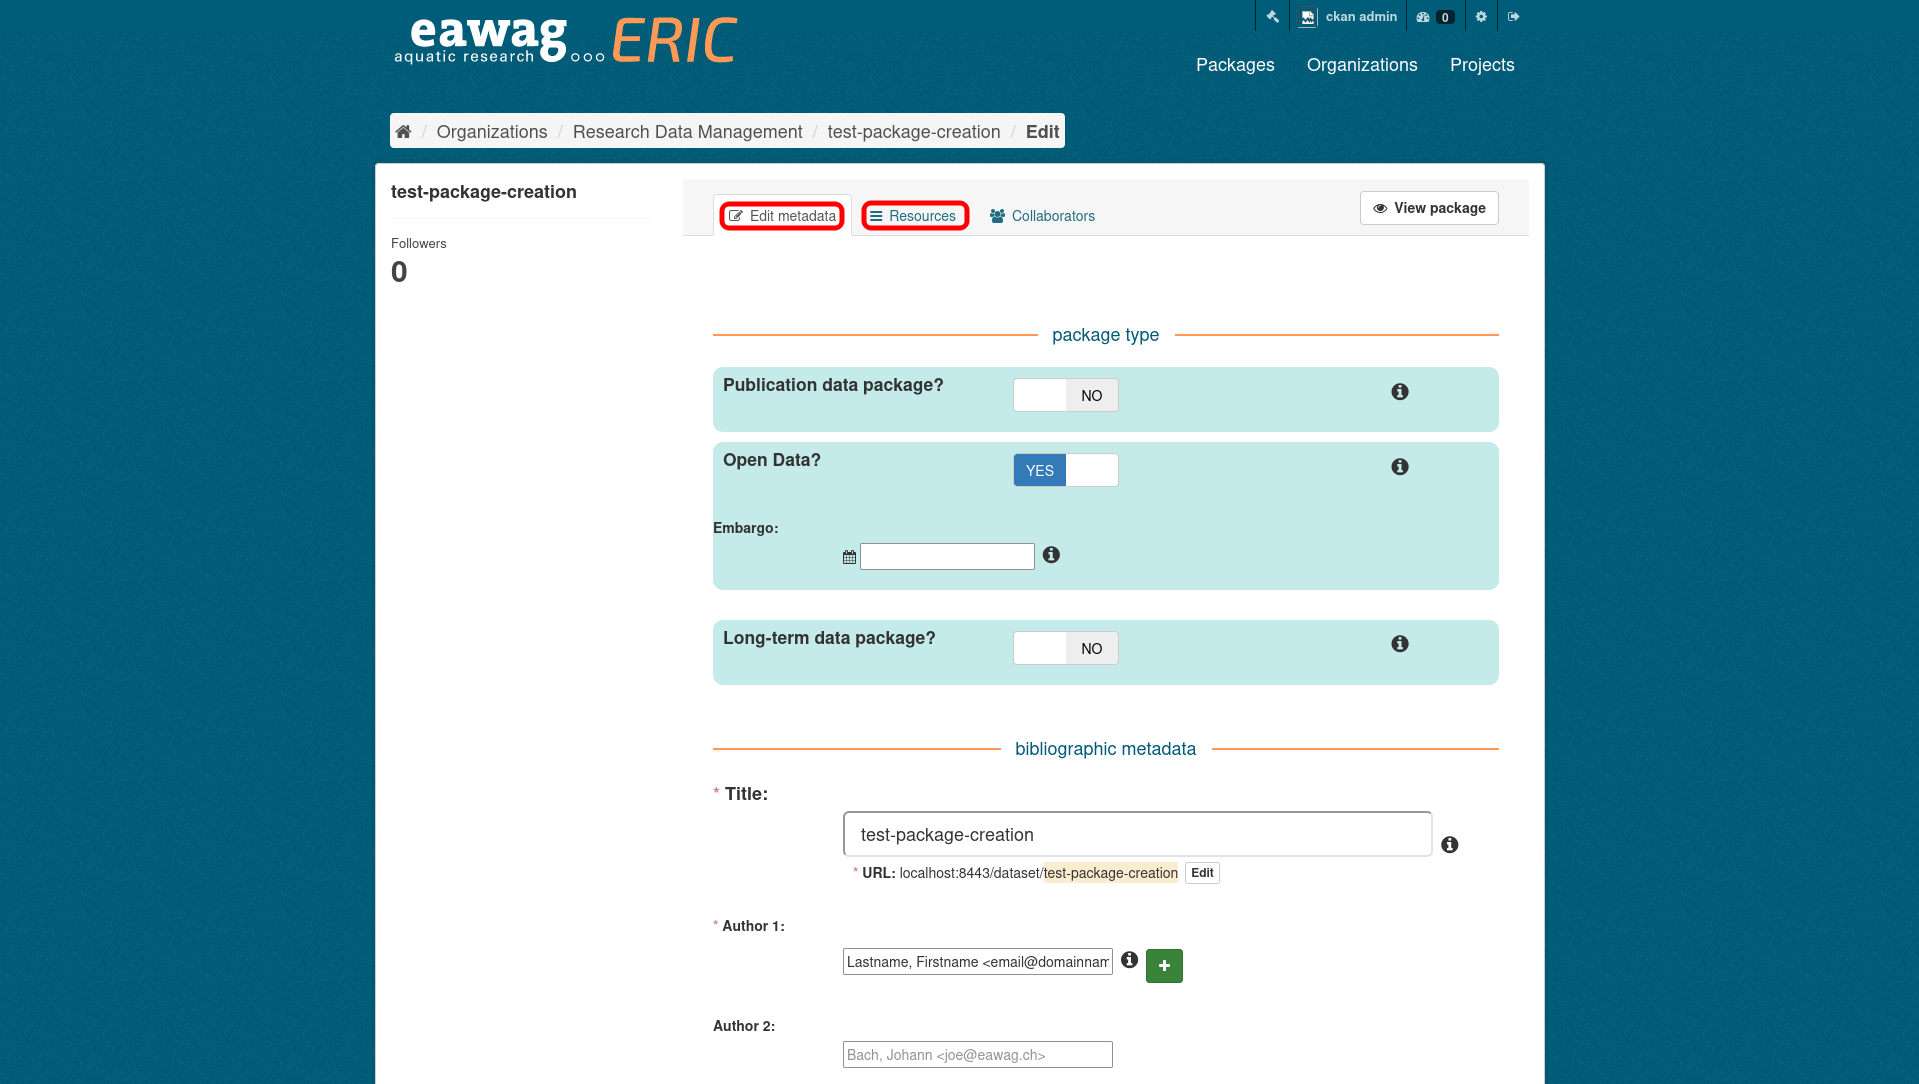 eawag
aquatic research ooo ERIC
ckan admin 0
Packages Organizations Projects
/ Organizations / Research Data Management / test-package-creation / Edit
test-package-creation
Followers
0
Edit metadata Resources Collaborators View package
package type
Publication data package? NO
Open Data? YES
Embargo:
Long-term data package? NO
bibliographic metadata
* Title:
test-package-creation
* URL: localhost:8443/dataset/test-package-creation Edit
* Author 1:
Lastname, Firstname <email@domainnam
Author 2:
Bach, Johann <joe@eawag.ch>